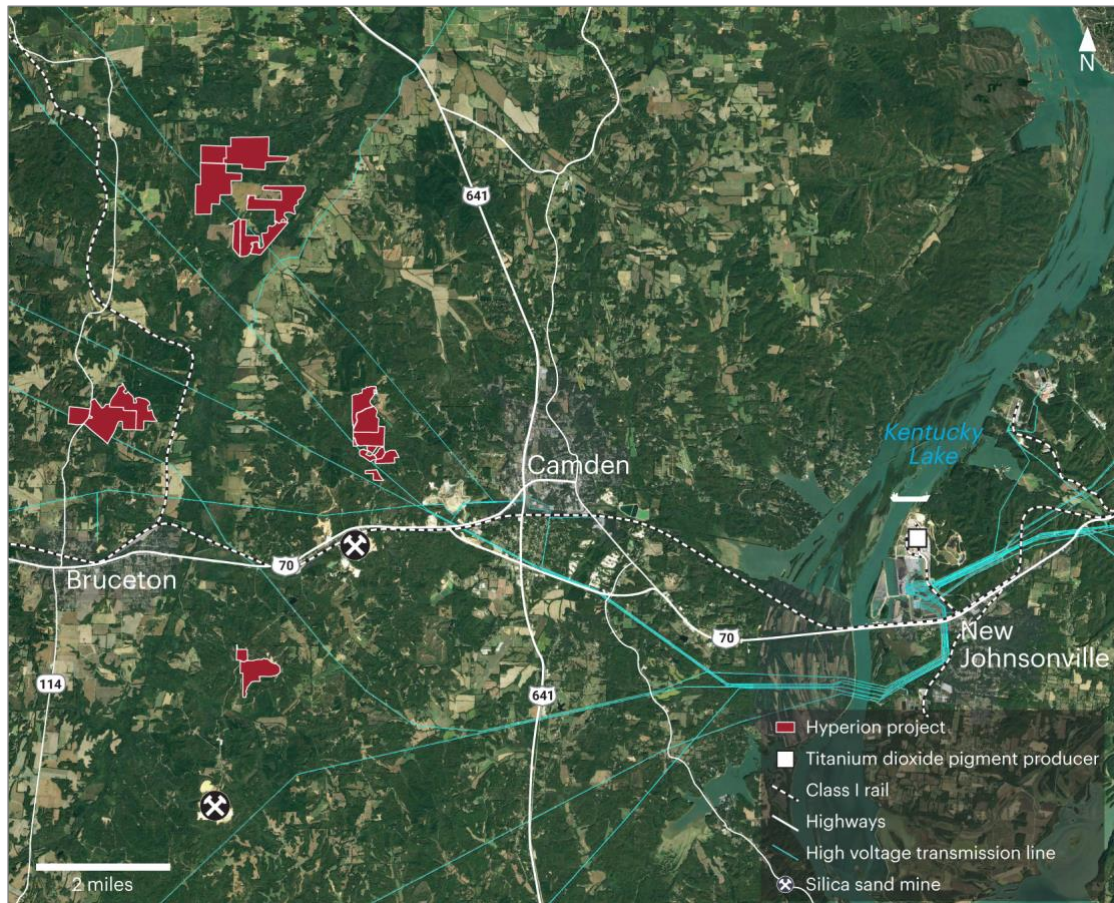 N
641
Kentucky
Lake
Camden
70
Bruceton
70
New
Johnsonville
114
641
Hyperion project
Titanium dioxide pigment producer
Class I rail
Highways
High voltage transmission line
Silica sand mine
2 miles